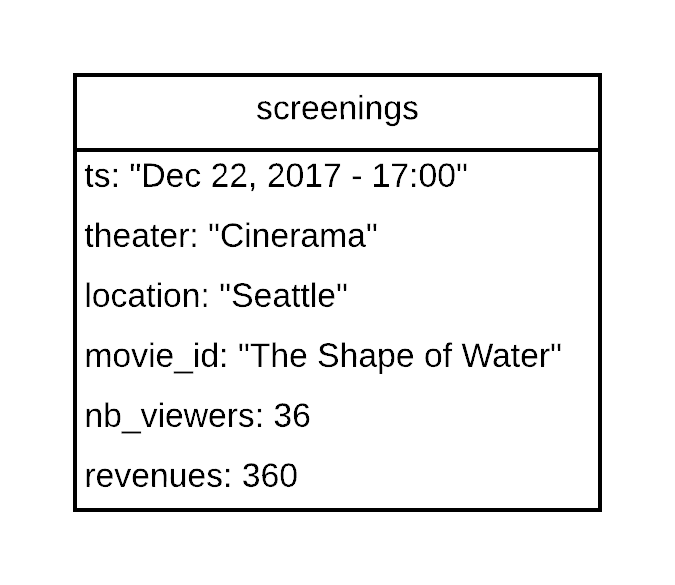 screenings
ts: "Dec 22, 2017 - 17:00"
theater: "Cinerama"
location: "Seattle"
movie_id: "The Shape of Water"
nb_viewers: 36
revenues: 360